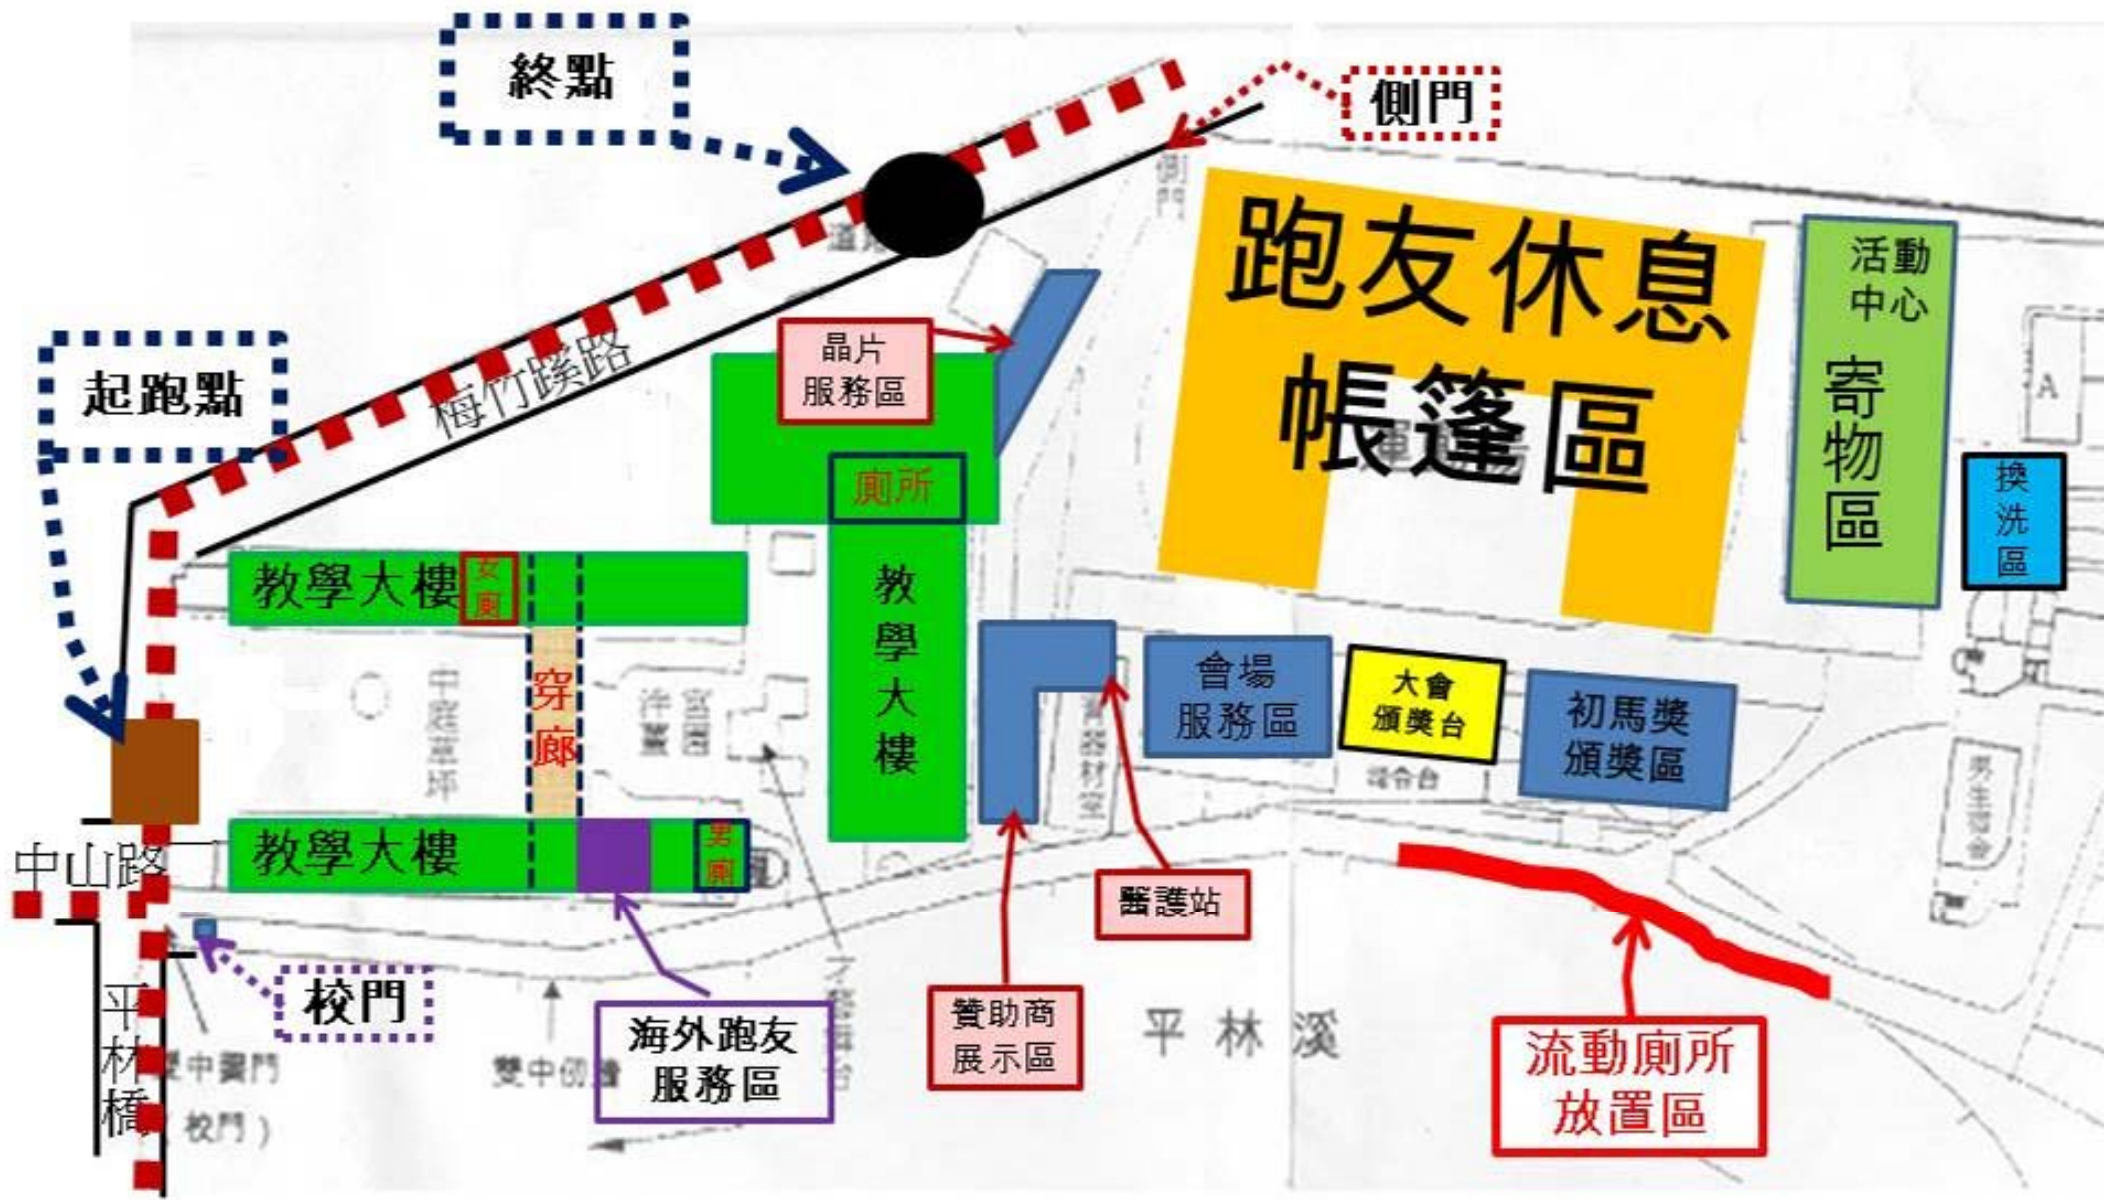 終點
側門
跑友休息
帳篷區
活動
中心
寄
物
區
A
換
洗
區
起跑點
梅竹蹊路
晶片
服務區
廁所
教學大樓
女
廁
穿
廊
教
學
大
樓
會場
服務區
大會
頒獎台
初馬獎
頒獎區
司令台
中山路
教學大樓
男
廁
醫護站
校門
平
林
橋
海外跑友
服務區
贊助商
展示區
平林溪
流動廁所
放置區
(校門)